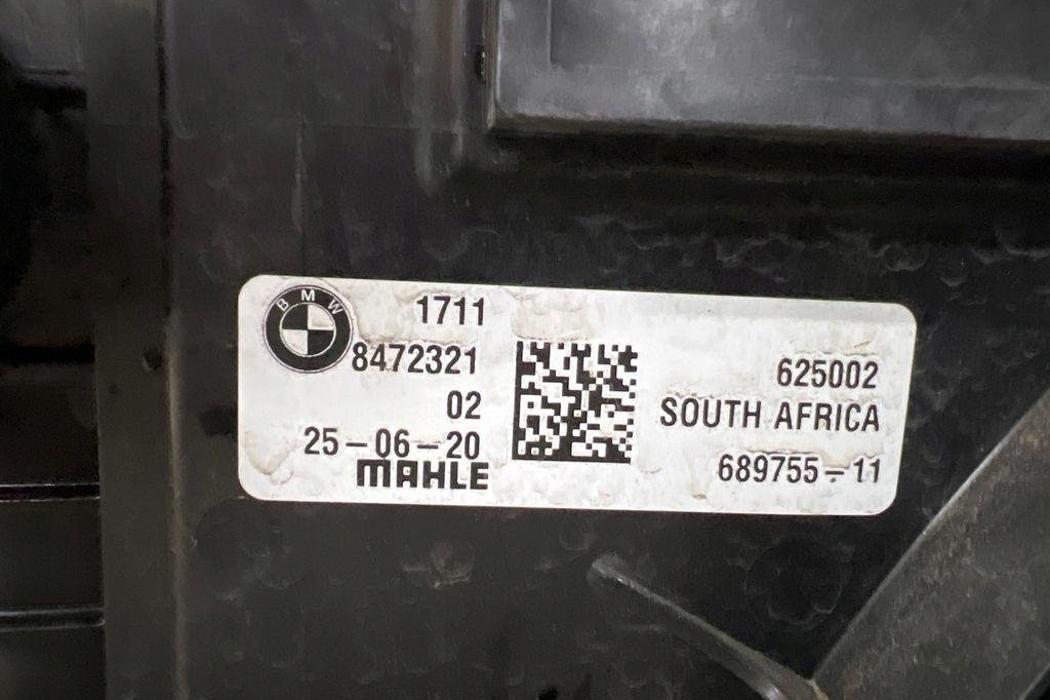 BMW
1711
8472321
02
25-06-20
MAHLE
625002
SOUTH AFRICA
689755-11